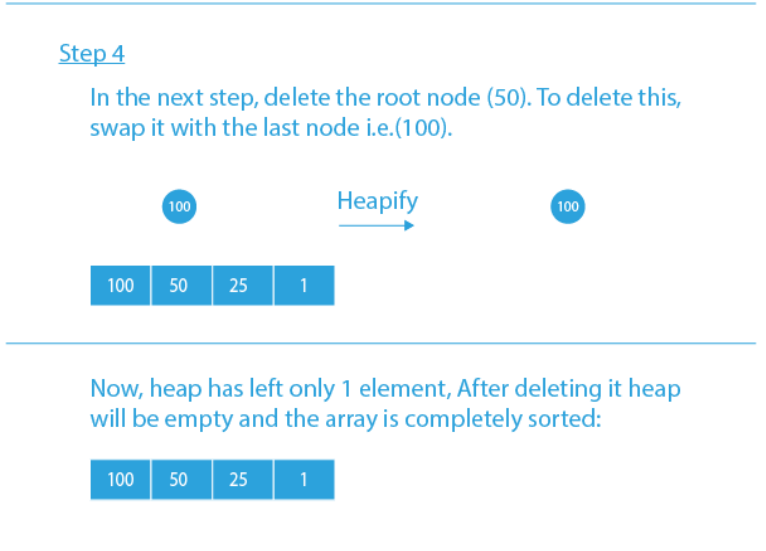 Step 4
In the next step, delete the root node (50). To delete this,
swap it with the last node i.e.(100).
100 Heapify 100
100 50 25 1
Now, heap has left only 1 element, After deleting it heap
will be empty and the array is completely sorted:
100 50 25 1